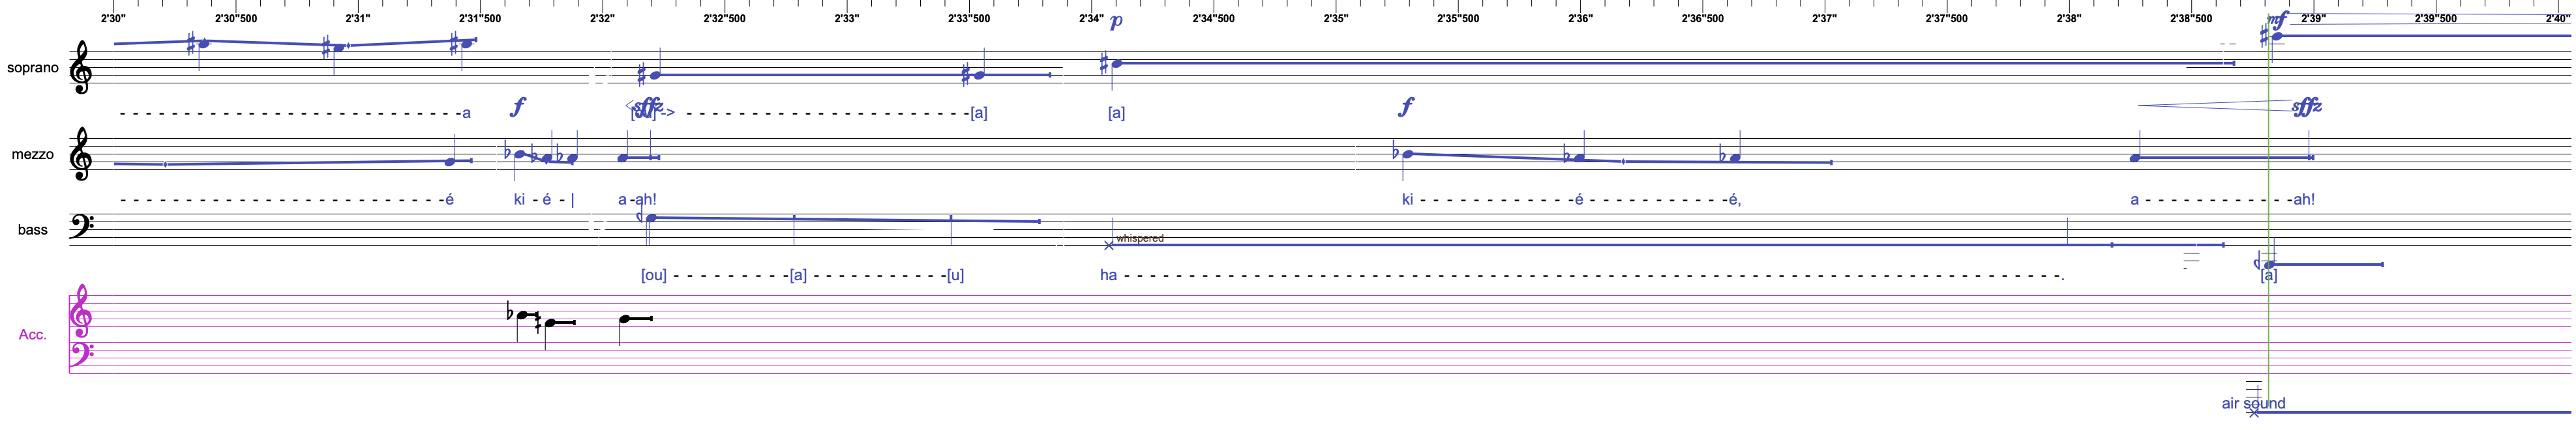 2'30" 2'30"500 2'31" 2'31"500 2'32" 2'32"500 2'33" 2'33"500 2'34" 2'34"500 2'35" 2'35"500 2'36" 2'36"500 2'37" 2'37"500 2'38" 2'38"500 2'39" 2'39"500 2'40"
p mf
soprano
f sffz f sffz
a -> [a] [a]
mezzo
é ki - é - | a - ah! ki - é - é, a - ah!
bass
whispered
[ou] - [a] - [u] ha - . [a]
Acc.
air sound